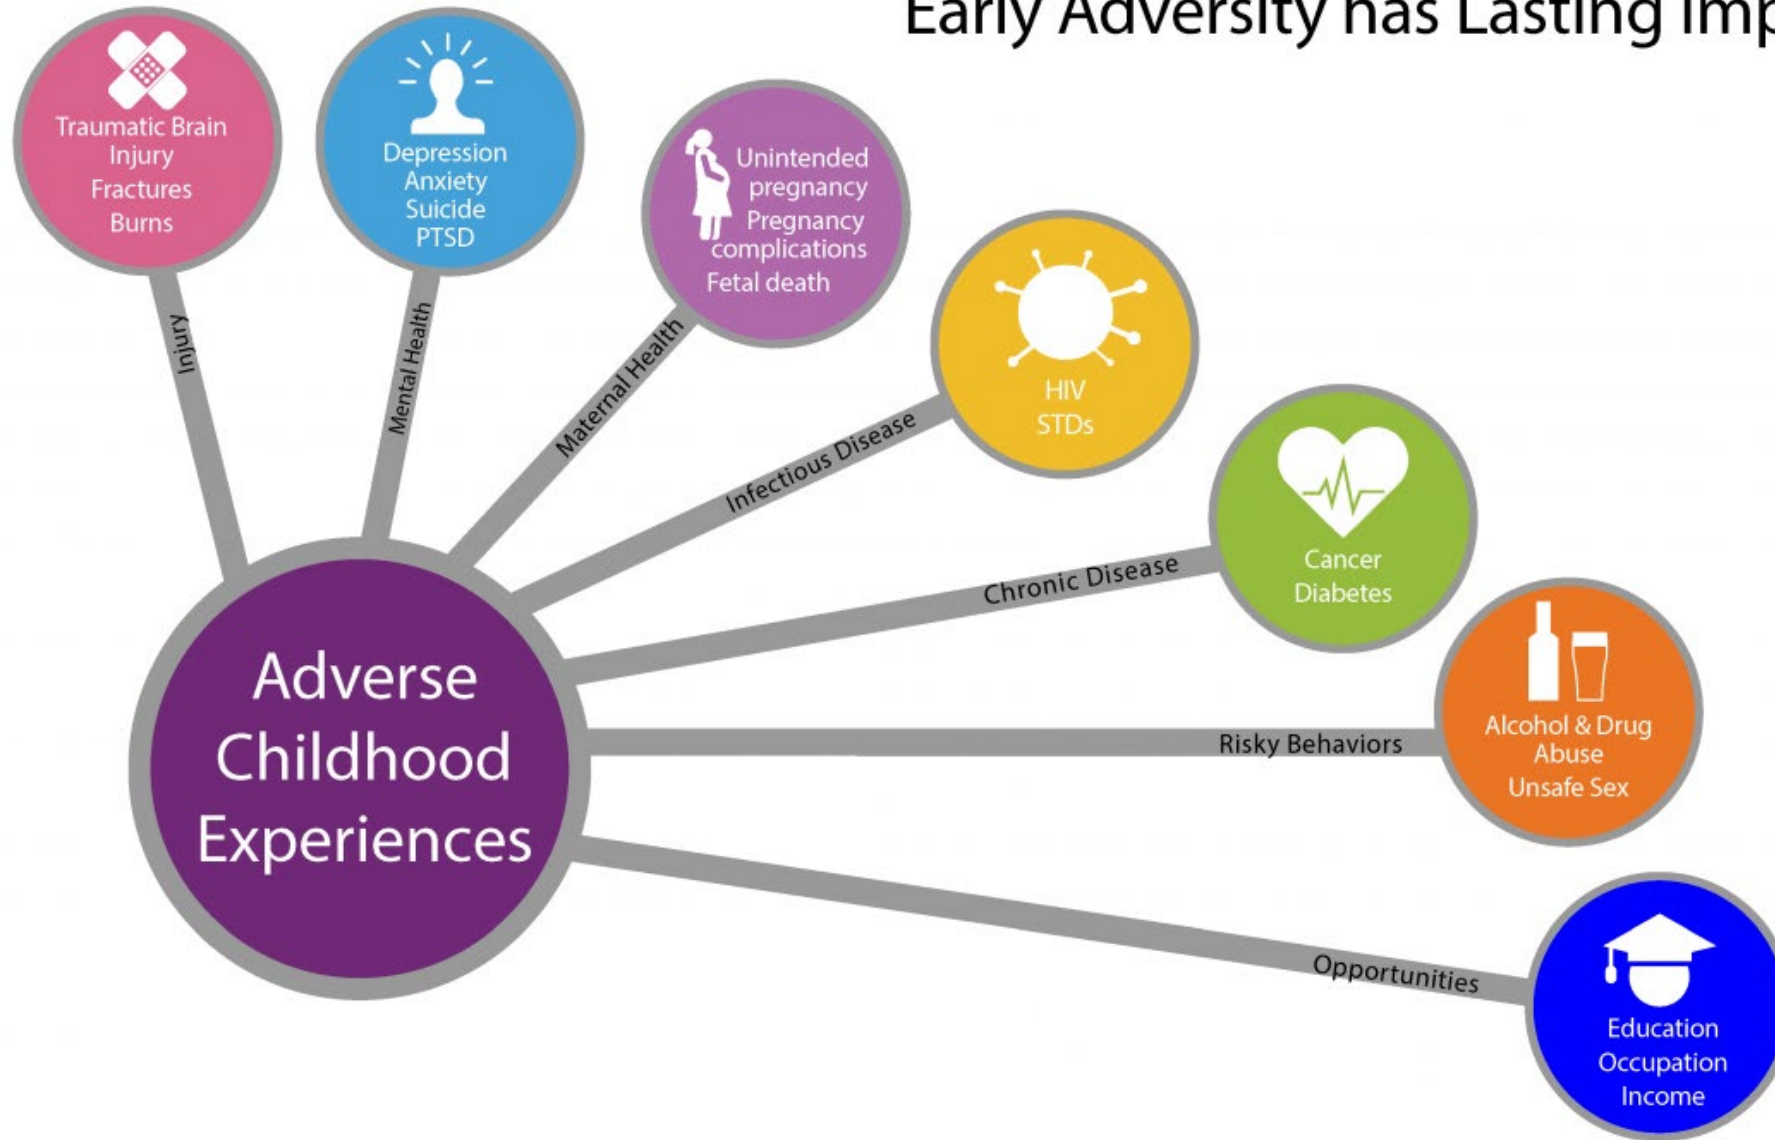 Early Adversity has Lasting Imp
Traumatic Brain
Injury
Fractures
Burns
Injury
Depression
Anxiety
Suicide
PTSD
Mental Health
Unintended
pregnancy
Pregnancy
complications
Fetal death
Maternal Health
HIV
STDs
Infectious Disease
Cancer
Diabetes
Chronic Disease
Alcohol & Drug
Abuse
Unsafe Sex
Risky Behaviors
Education
Occupation
Income
Opportunities
Adverse
Childhood
Experiences